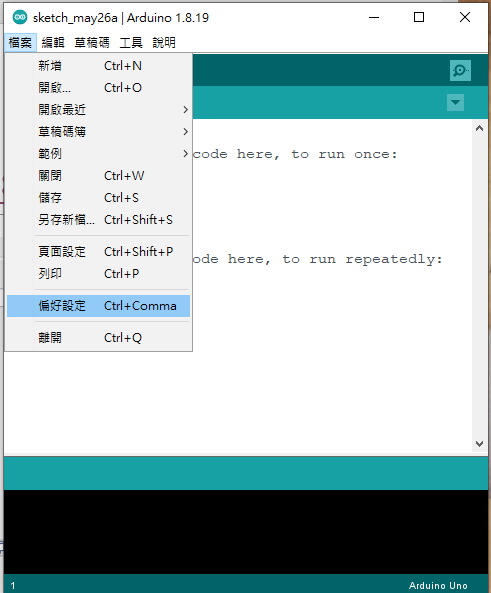 sketch_may26a | Arduino 1.8.19
檔案 編輯 草稿碼 工具 說明
新增 Ctrl+N
開啟... Ctrl+O
開啟最近
草稿碼簿
範例
code here, to run once:
關閉 Ctrl+W
儲存 Ctrl+S
另存新檔... Ctrl+Shift+S
頁面設定 Ctrl+Shift+P
ode here, to run repeatedly:
列印 Ctrl+P
偏好設定 Ctrl+Comma
離開 Ctrl+Q
1 Arduino Uno